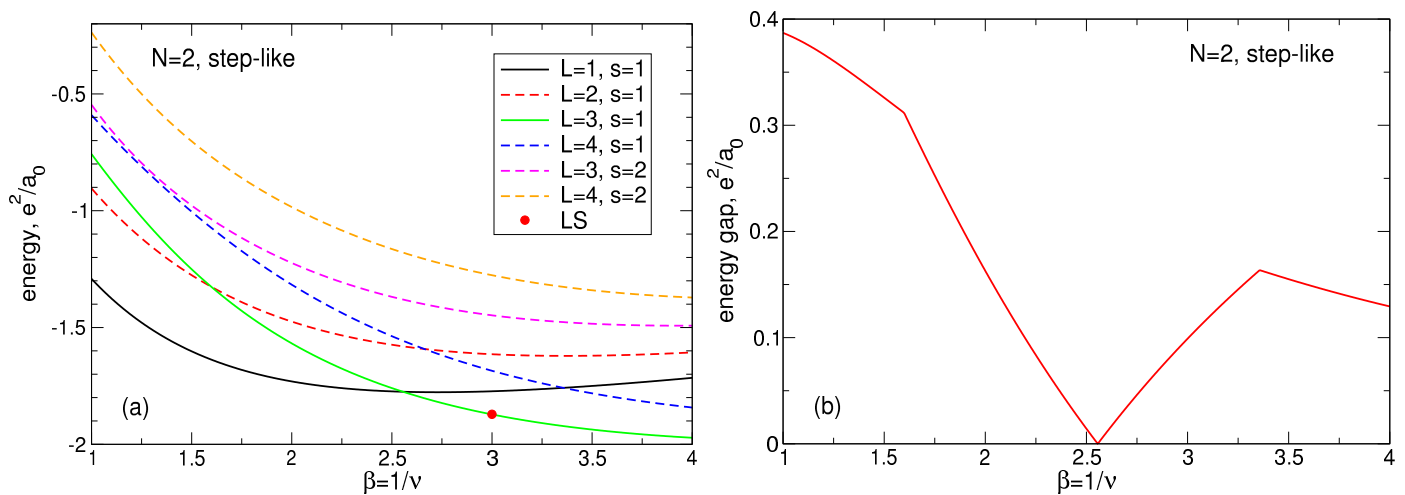 N=2, step-like
L=1, s=1
L=2, s=1
L=3, s=1
L=4, s=1
L=3, s=2
L=4, s=2
LS
energy, e²/a₀
-0.5
-1
-1.5
-2
(a)
1 1.5 2 2.5 3 3.5 4
β=1/ν
N=2, step-like
energy gap, e²/a₀
0.4
0.3
0.2
0.1
0
(b)
1 1.5 2 2.5 3 3.5 4
β=1/ν